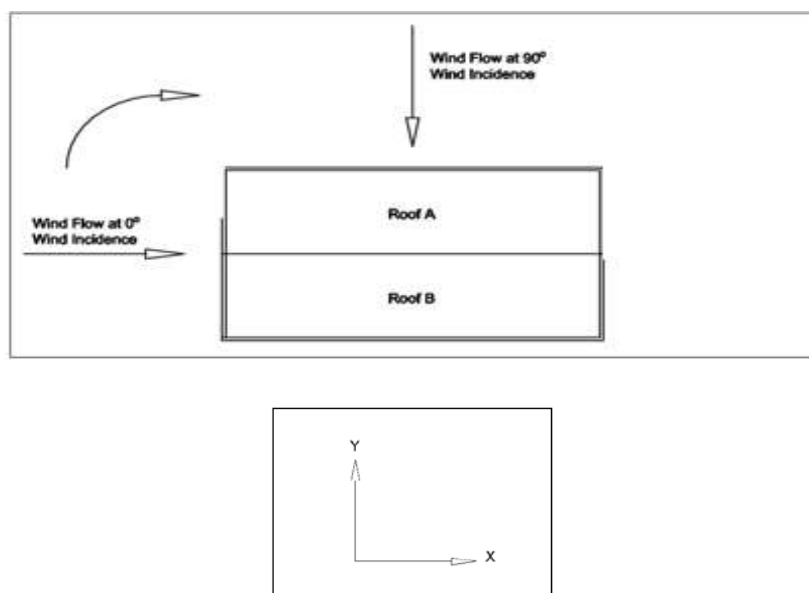 Wind Flow at 90°
Wind Incidence
Wind Flow at 0°
Wind Incidence
Roof A
Roof B
Y
X